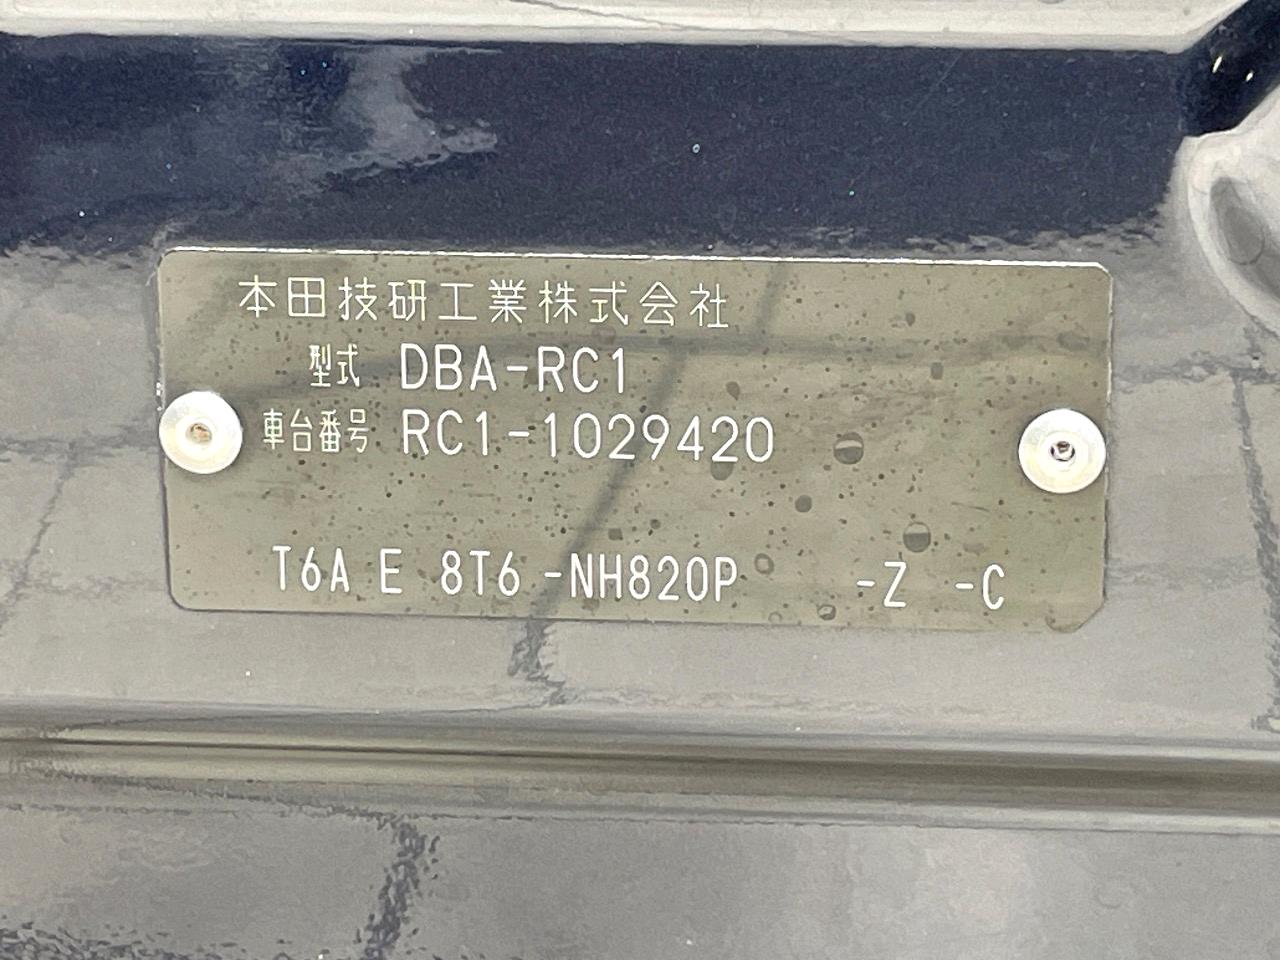 本田技研工業株式会社
型式 DBA-RC1
車台番号 RC1-1029420
T6A E 8T6 -NH820P -Z -C